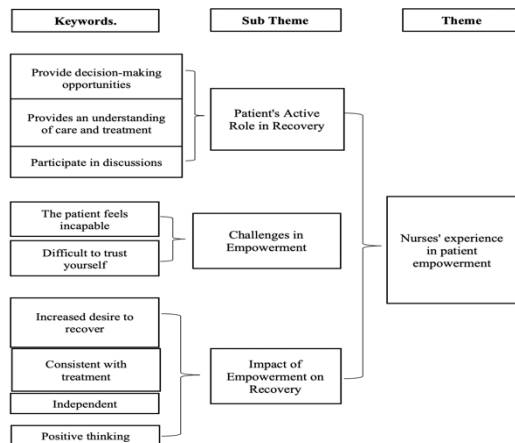 Keywords.
Sub Theme
Theme
Provide decision-making
opportunities
Provides an understanding
of care and treatment
Participate in discussions
Patient's Active
Role in Recovery
The patient feels
incapable
Difficult to trust
yourself
Challenges in
Empowerment
Nurses' experience
in patient
empowerment
Increased desire to
recover
Consistent with
treatment
Independent
Positive thinking
Impact of
Empowerment on
Recovery